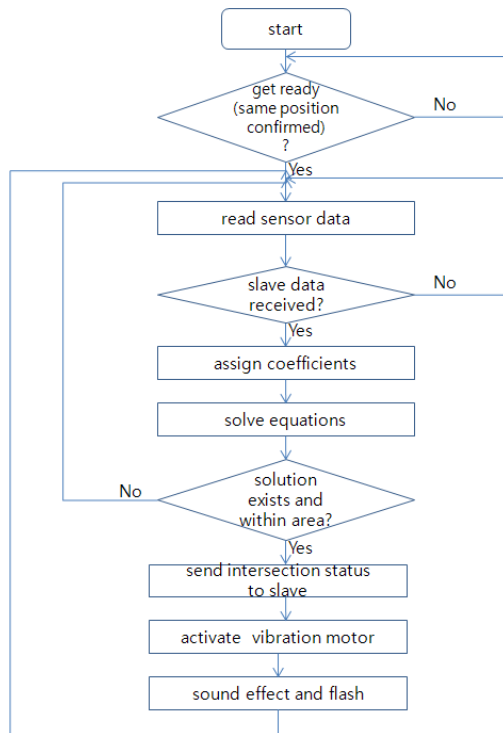 start
get ready
(same position
confirmed)
?
No
Yes
read sensor data
slave data
received?
No
Yes
assign coefficients
solve equations
solution
exists and
within area?
No
Yes
send intersection status
to slave
activate vibration motor
sound effect and flash